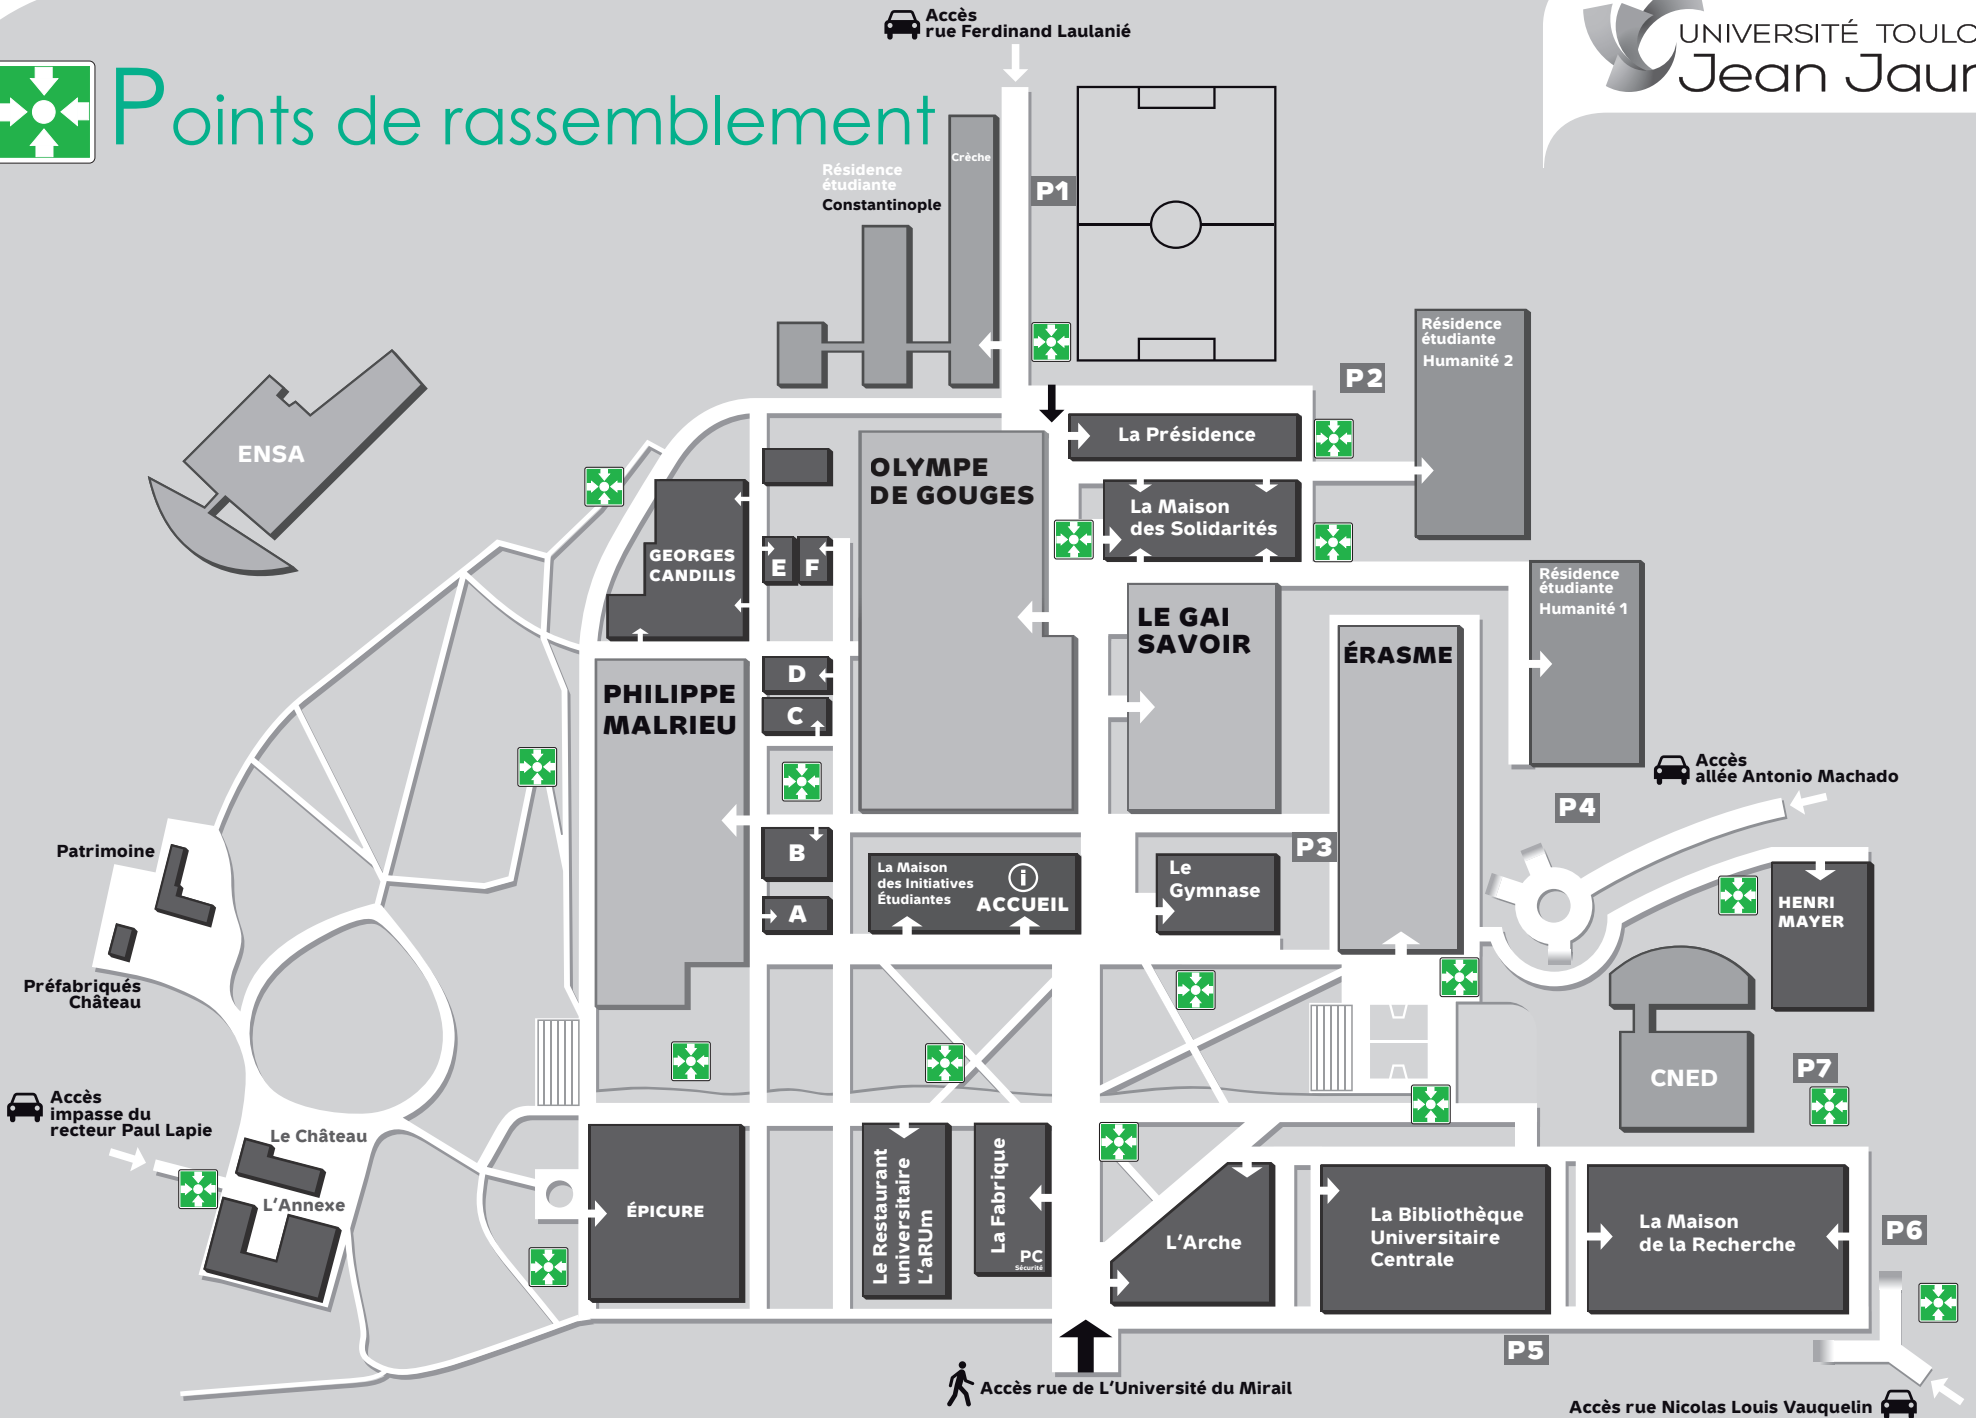 Accès
rue Ferdinand Laulanié
UNIVERSITÉ TOULO
Jean Jaur
Points de rassemblement
Crèche
Résidence
étudiante
Constantinople
P1
Résidence
étudiante
Humanité 2
P2
ENSA
La Présidence
OLYMPE
DE GOUGES
La Maison
des Solidarités
GEORGES
CANDILIS
E
F
Résidence
étudiante
Humanité 1
LE GAI
SAVOIR
ÉRASME
D
C
PHILIPPE
MALRIEU
Accès
allée Antonio Machado
P4
P3
Patrimoine
B
A
La Maison
des Initiatives
Étudiantes
i
ACCUEIL
Le
Gymnase
HENRI
MAYER
Préfabriqués
Château
CNED
P7
Accès
impasse du
recteur Paul Lapie
Le Château
L'Annexe
ÉPICURE
Le Restaurant
universitaire
L'aRUm
La Fabrique
PC
Sécurité
L'Arche
La Bibliothèque
Universitaire
Centrale
La Maison
de la Recherche
P6
P5
Accès rue de L'Université du Mirail
Accès rue Nicolas Louis Vauquelin